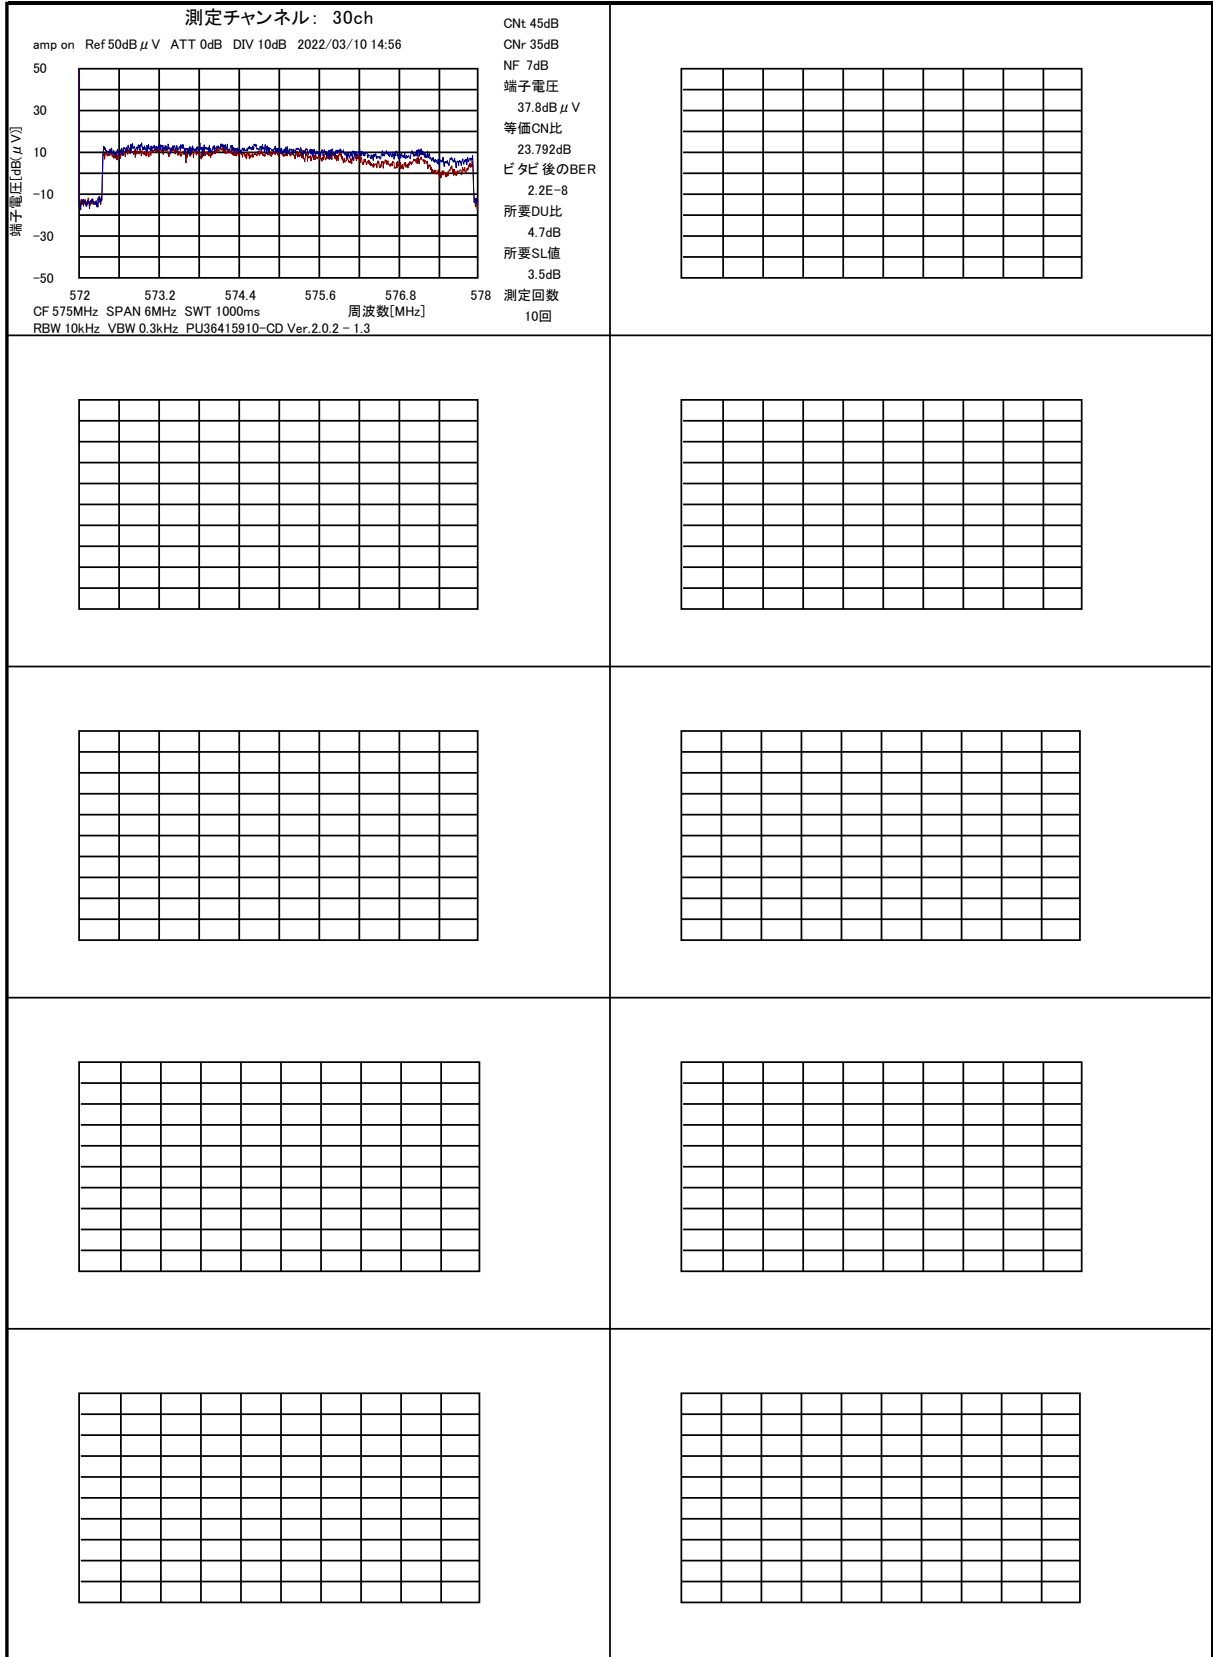 測定チャンネル： 30ch
amp on Ref 50dBμV ATT 0dB DIV 10dB 2022/03/10 14:56
端子電圧[dB(μV)]
50
30
10
-10
-30
-50
572 573.2 574.4 575.6 576.8 578
CF 575MHz SPAN 6MHz SWT 1000ms 周波数[MHz]
RBW 10kHz VBW 0.3kHz PU36415910-CD Ver.2.0.2 - 1.3
CNt 45dB
CNr 35dB
NF 7dB
端子電圧
37.8dBμV
等価CN比
23.792dB
ビタビ後のBER
2.2E-8
所要DU比
4.7dB
所要SL値
3.5dB
測定回数
10回